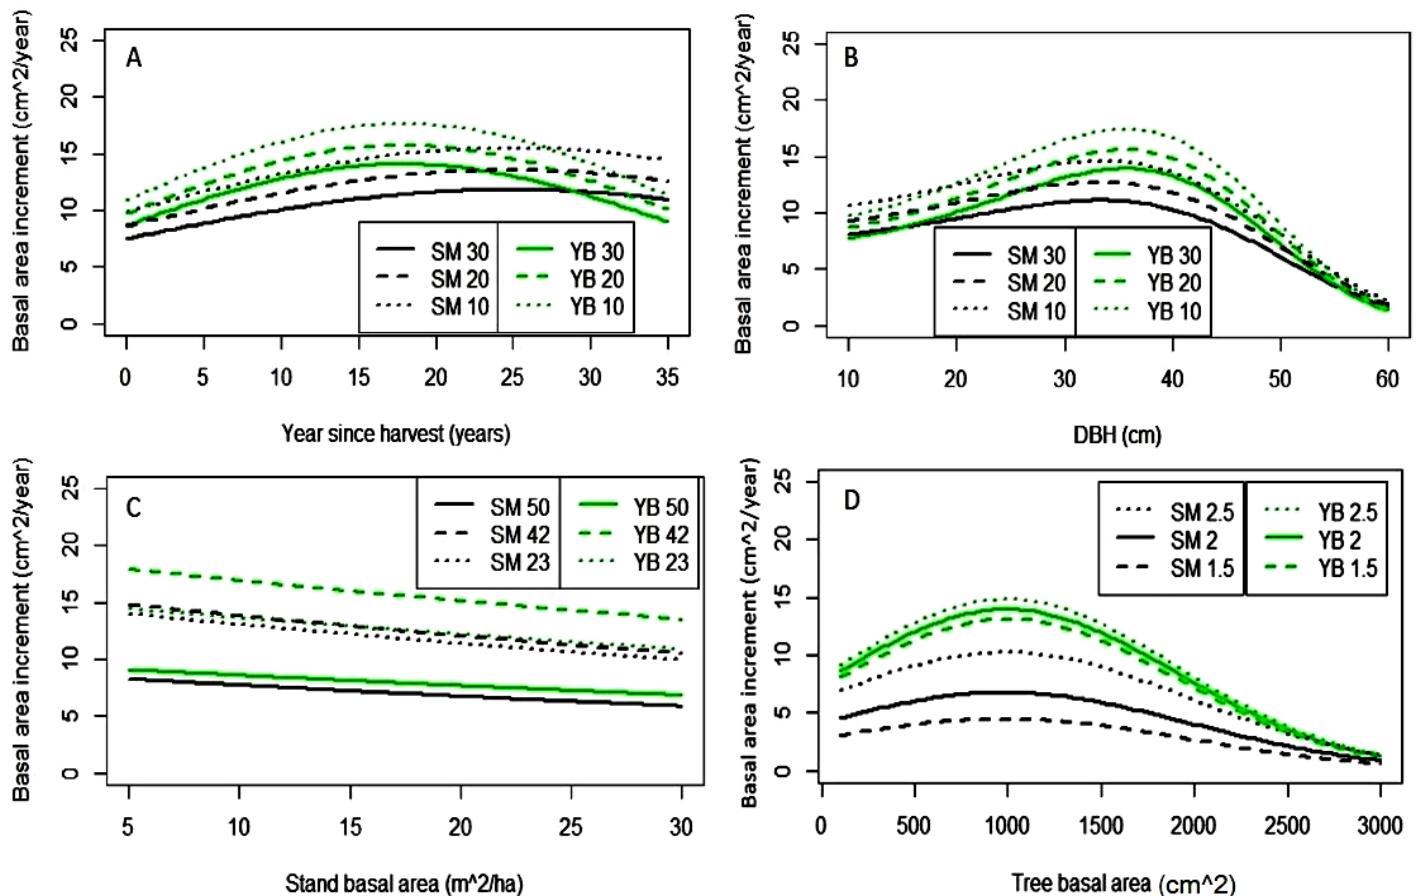 A
Basal area increment (cm^2/year)
25
20
15
10
5
0
SM 30 YB 30
SM 20 YB 20
SM 10 YB 10
0 5 10 15 20 25 30 35
Year since harvest (years)
B
Basal area increment (cm^2/year)
25
20
15
10
5
0
SM 30 YB 30
SM 20 YB 20
SM 10 YB 10
10 20 30 40 50 60
DBH (cm)
C
Basal area increment (cm^2/year)
25
20
15
10
5
0
SM 50 YB 50
SM 42 YB 42
SM 23 YB 23
5 10 15 20 25 30
Stand basal area (m^2/ha)
D
Basal area increment (cm^2/year)
25
20
15
10
5
0
SM 2.5 YB 2.5
SM 2 YB 2
SM 1.5 YB 1.5
0 500 1000 1500 2000 2500 3000
Tree basal area (cm^2)